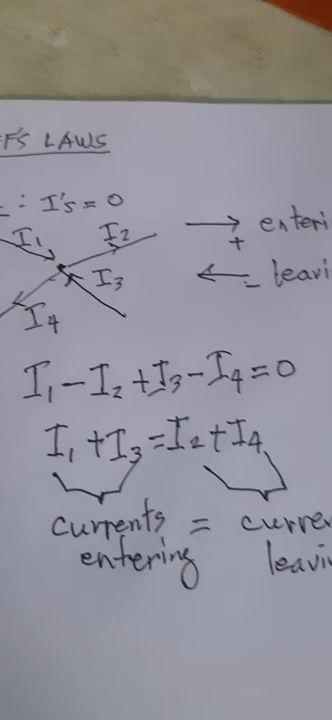 F'S LAWS
: I's = 0
I₁ I₂ → enteri
+
I₃ ← leavi
-
I₄
I₁ - I₂ + I₃ - I₄ = 0
I₁ + I₃ = I₂ + I₄
currents = curre
entering leavi